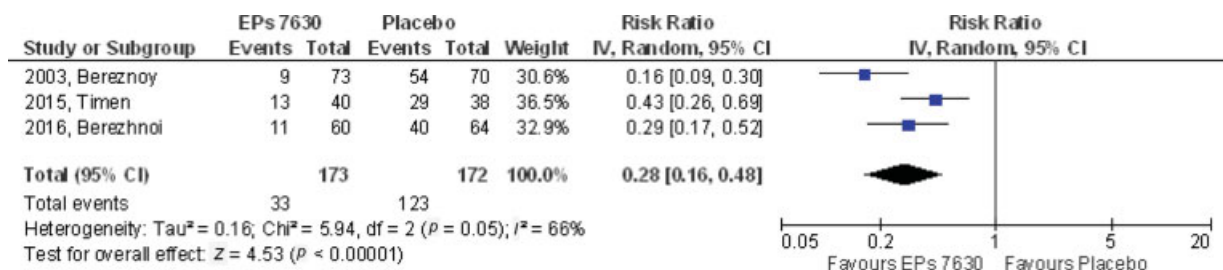 EPs 7630 Placebo Risk Ratio Risk Ratio
Study or Subgroup Events Total Events Total Weight IV, Random, 95% CI IV, Random, 95% CI
2003, Bereznoy 9 73 54 70 30.6% 0.16 [0.09, 0.30]
2015, Timen 13 40 29 38 36.5% 0.43 [0.26, 0.69]
2016, Berezhnoi 11 60 40 64 32.9% 0.29 [0.17, 0.52]
Total (95% CI) 173 172 100.0% 0.28 [0.16, 0.48]
Total events 33 123
Heterogeneity: Tau² = 0.16; Chi² = 5.94, df = 2 (P = 0.05); I² = 66%
Test for overall effect: Z = 4.53 (p < 0.00001)
0.05 0.2 1 5 20
Favours EPs 7630 Favours Placebo